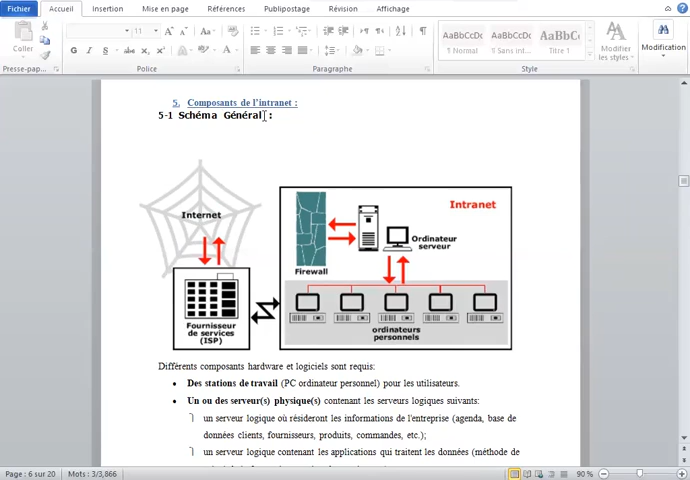 Fichier Accueil Insertion Mise en page Références Publipostage Révision Affichage
11
Coller
G I S
AaBbCcDc AaBbCcDc AaBbC
¶ Normal ¶ Sans int... Titre 1
Modifier
les styles
Modification
Presse-pap... Police Paragraphe Style
5. Composants de l'intranet :
5-1 Schéma Général :
Internet
Intranet
Ordinateur
serveur
Firewall
Fournisseur
de services
(ISP)
ordinateurs
personnels
Différents composants hardware et logiciels sont requis:
• Des stations de travail (PC ordinateur personnel) pour les utilisateurs.
• Un ou des serveur(s) physique(s) contenant les serveurs logiques suivants:
un serveur logique où résideront les informations de l'entreprise (agenda, base de
données clients, fournisseurs, produits, commandes, etc.);
un serveur logique contenant les applications qui traitent les données (méthode de
Page : 6 sur 20 Mots : 3/3,866 90 %